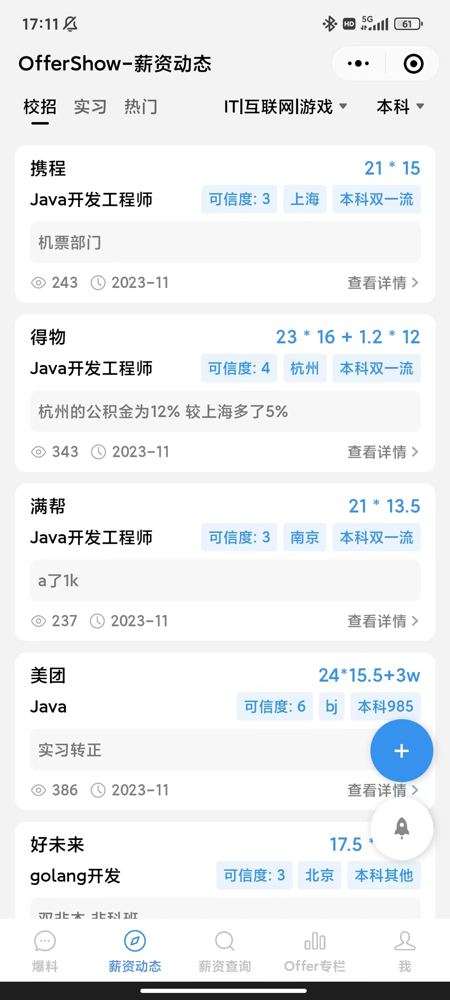 17:11 HD 5G 61
OfferShow-薪资动态
校招 实习 热门 IT|互联网|游戏 本科
携程 21 * 15
Java开发工程师 可信度: 3 上海 本科双一流
机票部门
243 2023-11 查看详情
得物 23 * 16 + 1.2 * 12
Java开发工程师 可信度: 4 杭州 本科双一流
杭州的公积金为12% 较上海多了5%
343 2023-11 查看详情
满帮 21 * 13.5
Java开发工程师 可信度: 3 南京 本科双一流
a了1k
237 2023-11 查看详情
美团 24*15.5+3w
Java 可信度: 6 bj 本科985
实习转正
386 2023-11 查看详情
好未来 17.5 *
golang开发 可信度: 3 北京 本科其他
双非本 非科班
爆料 薪资动态 薪资查询 Offer专栏 我